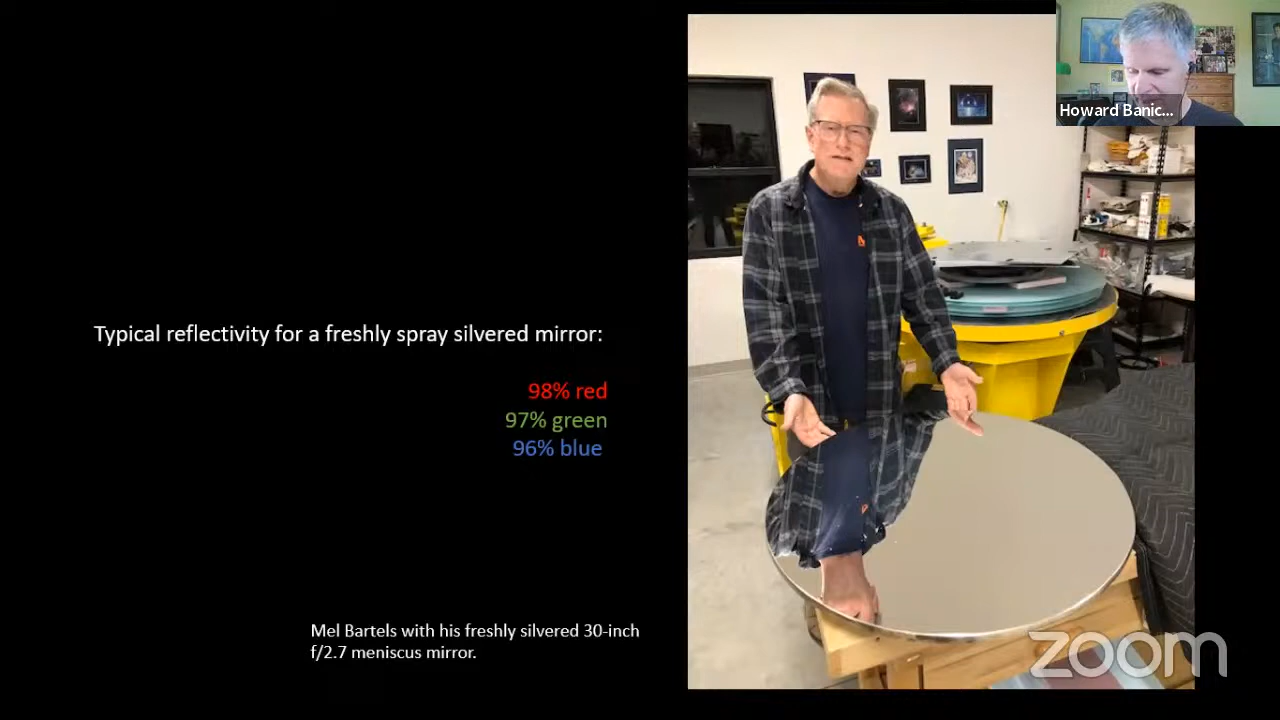 Howard Banic...
Typical reflectivity for a freshly spray silvered mirror:
98% red
97% green
96% blue
Mel Bartels with his freshly silvered 30-inch
f/2.7 meniscus mirror.
zoom